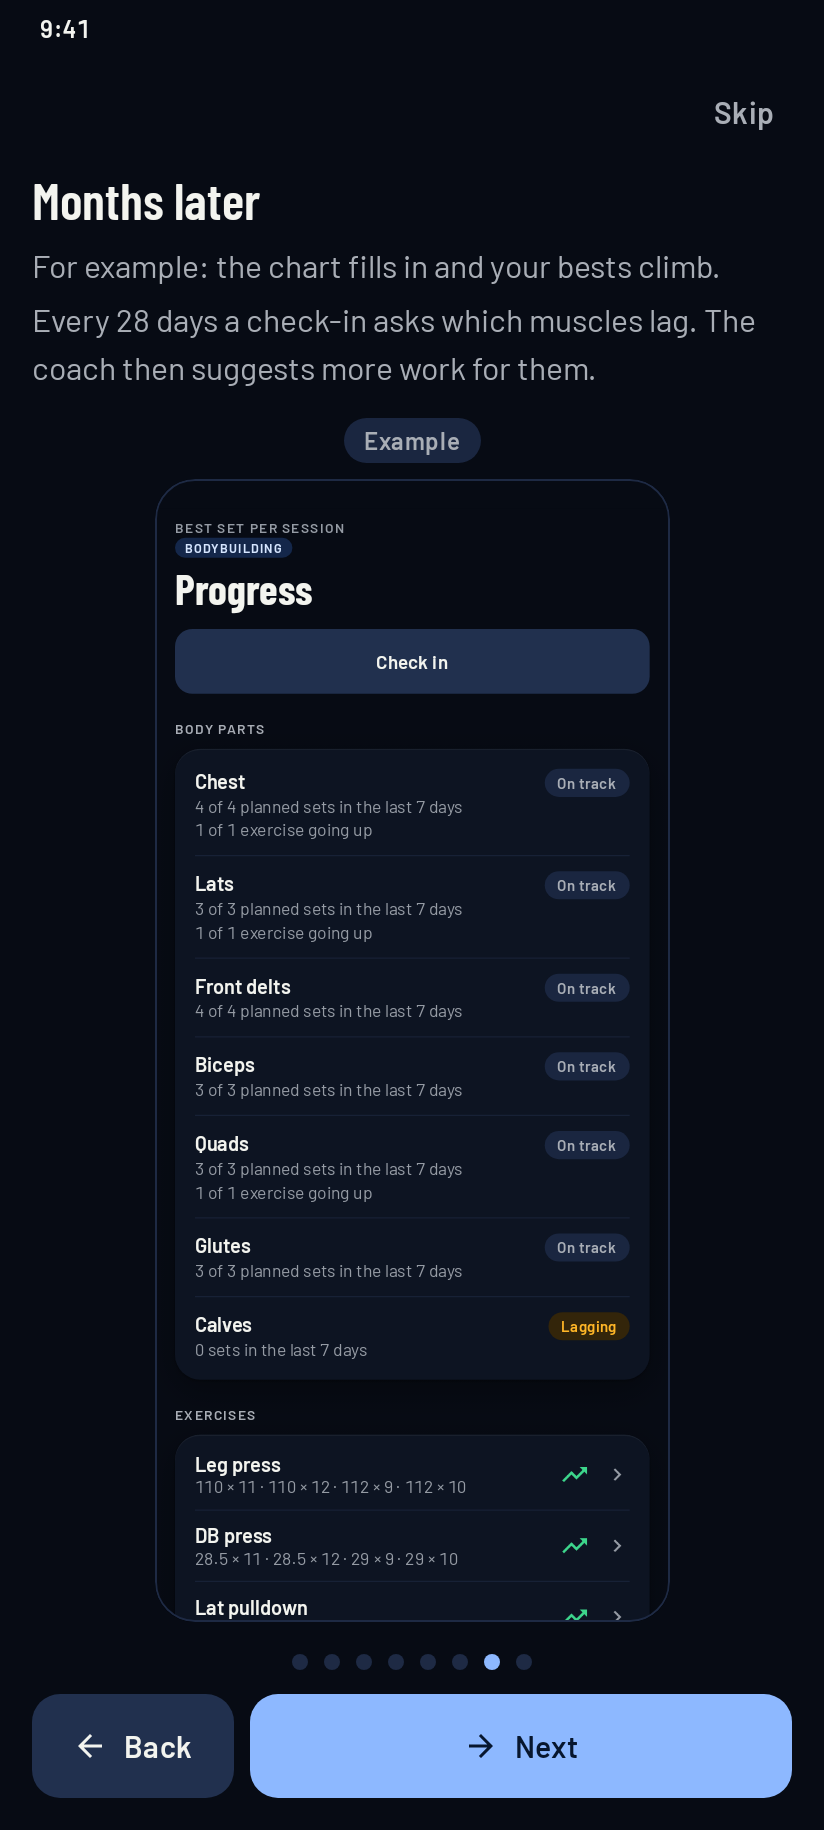 9:41
Skip
Months later
For example: the chart fills in and your bests climb.
Every 28 days a check-in asks which muscles lag. The
coach then suggests more work for them.
Example
BEST SET PER SESSION
BODYBUILDING
Progress
Check in
BODY PARTS
Chest
On track
4 of 4 planned sets in the last 7 days
1 of 1 exercise going up
Lats
On track
3 of 3 planned sets in the last 7 days
1 of 1 exercise going up
Front delts
On track
4 of 4 planned sets in the last 7 days
Biceps
On track
3 of 3 planned sets in the last 7 days
Quads
On track
3 of 3 planned sets in the last 7 days
1 of 1 exercise going up
Glutes
On track
3 of 3 planned sets in the last 7 days
Calves
Lagging
0 sets in the last 7 days
EXERCISES
Leg press
110 × 11 · 110 × 12 · 112 × 9 · 112 × 10
DB press
28.5 × 11 · 28.5 × 12 · 29 × 9 · 29 × 10
Lat pulldown
Back
Next